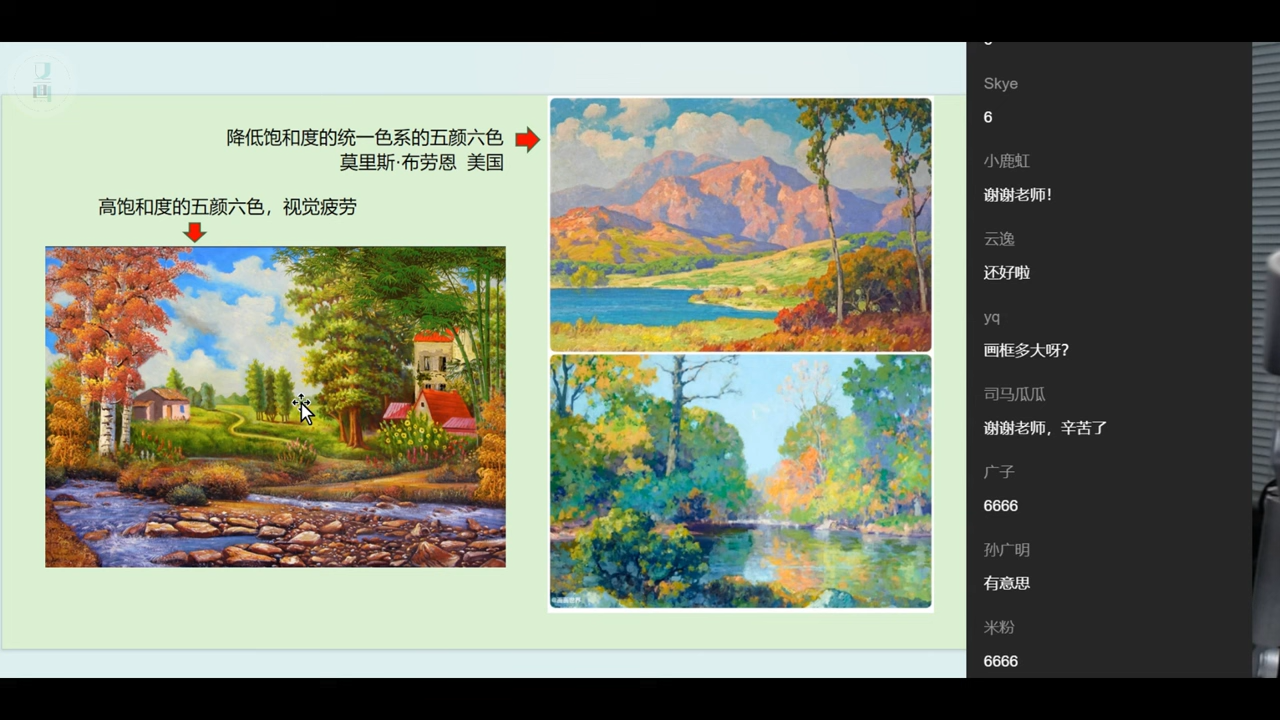 降低饱和度的统一色系的五颜六色
莫里斯·布劳恩 美国
高饱和度的五颜六色，视觉疲劳
Skye
6
小鹿虹
谢谢老师！
云逸
还好啦
yq
画框多大呀？
司马瓜瓜
谢谢老师，辛苦了
广子
6666
孙广明
有意思
米粉
6666